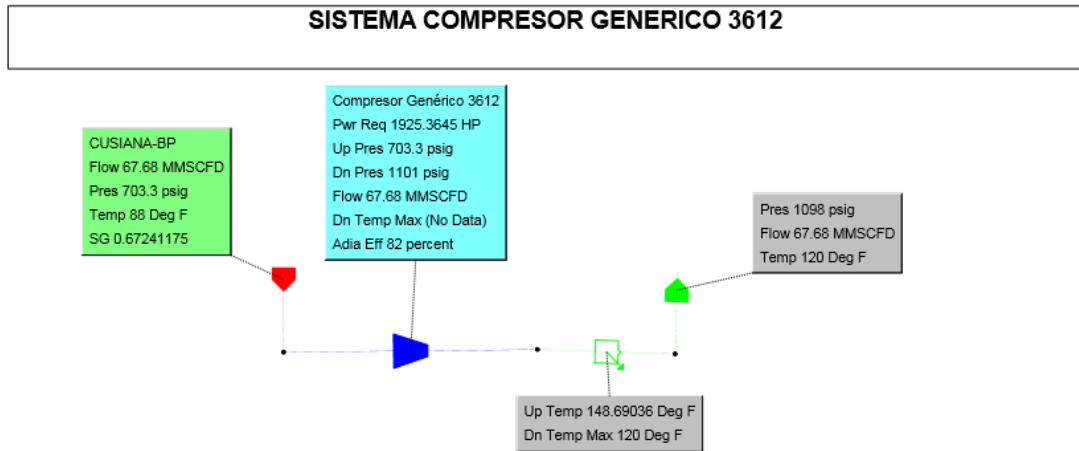 SISTEMA COMPRESOR GENERICO 3612
CUSIANA-BP
Flow 67.68 MMSCFD
Pres 703.3 psig
Temp 88 Deg F
SG 0.67241175
Compresor Genérico 3612
Pwr Req 1925.3645 HP
Up Pres 703.3 psig
Dn Pres 1101 psig
Flow 67.68 MMSCFD
Dn Temp Max (No Data)
Adia Eff 82 percent
Pres 1098 psig
Flow 67.68 MMSCFD
Temp 120 Deg F
Up Temp 148.69036 Deg F
Dn Temp Max 120 Deg F